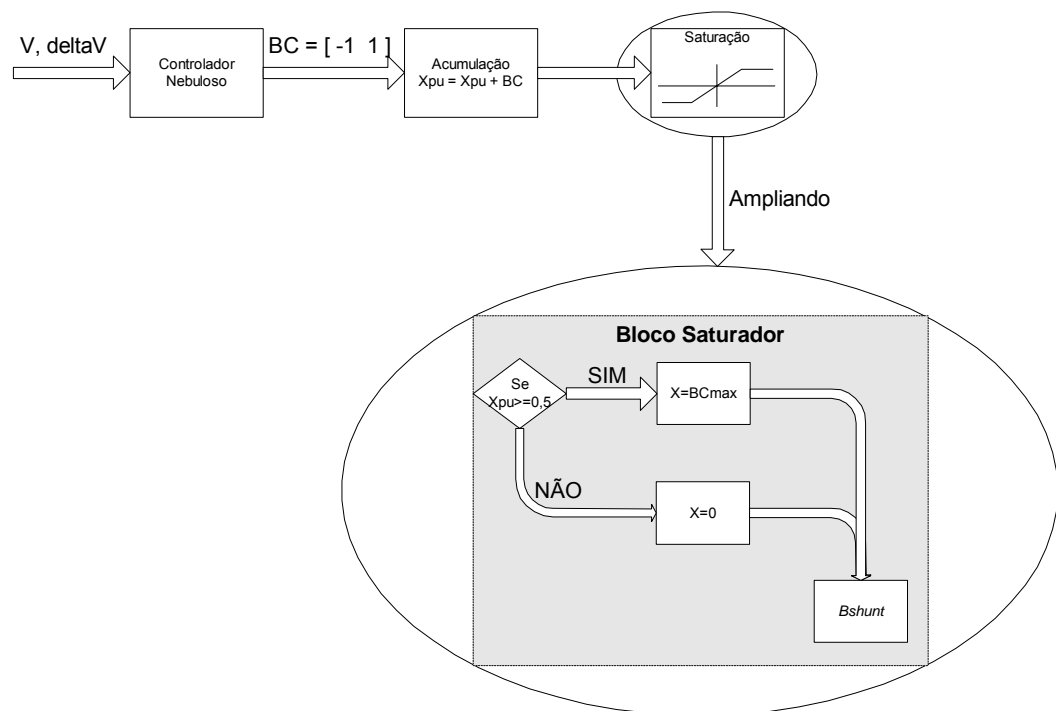 V, deltaV
Controlador
Nebuloso
BC = [ -1  1 ]
Acumulação
Xpu = Xpu + BC
Saturação
Ampliando
Bloco Saturador
Se
Xpu>=0,5
SIM
X=BCmax
NÃO
X=0
Bshunt